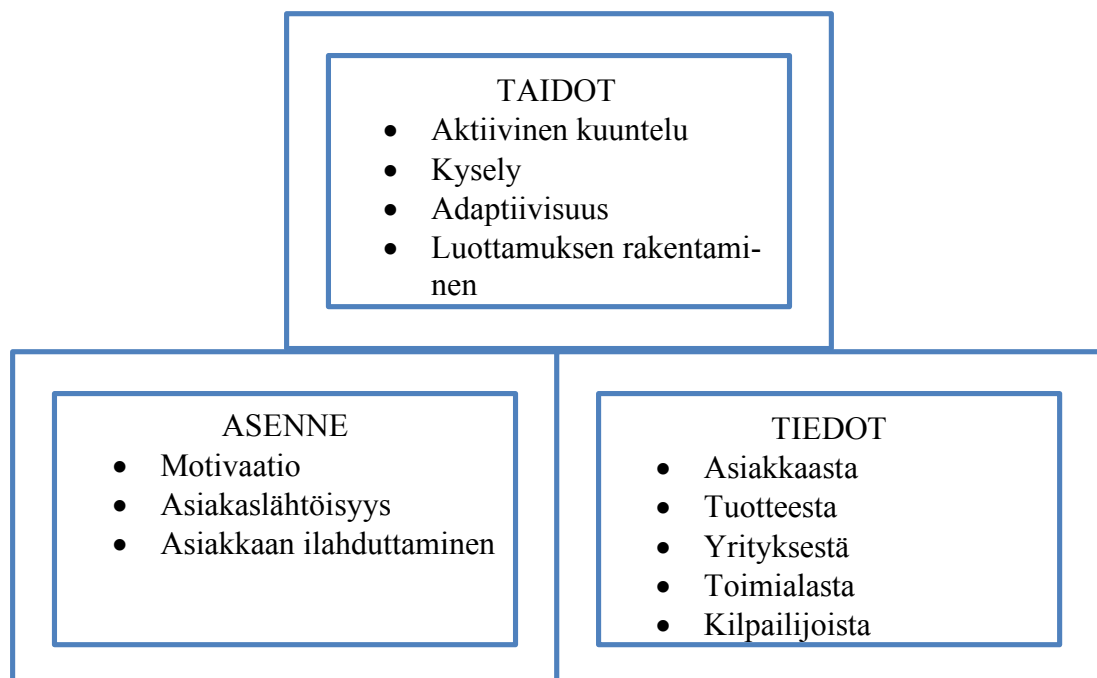 TAIDOT
• Aktiivinen kuuntelu
• Kysely
• Adaptiivisuus
• Luottamuksen rakentami-
nen
ASENNE
• Motivaatio
• Asiakaslähtöisyys
• Asiakkaan ilahduttaminen
TIEDOT
• Asiakkaasta
• Tuotteesta
• Yrityksestä
• Toimialasta
• Kilpailijoista